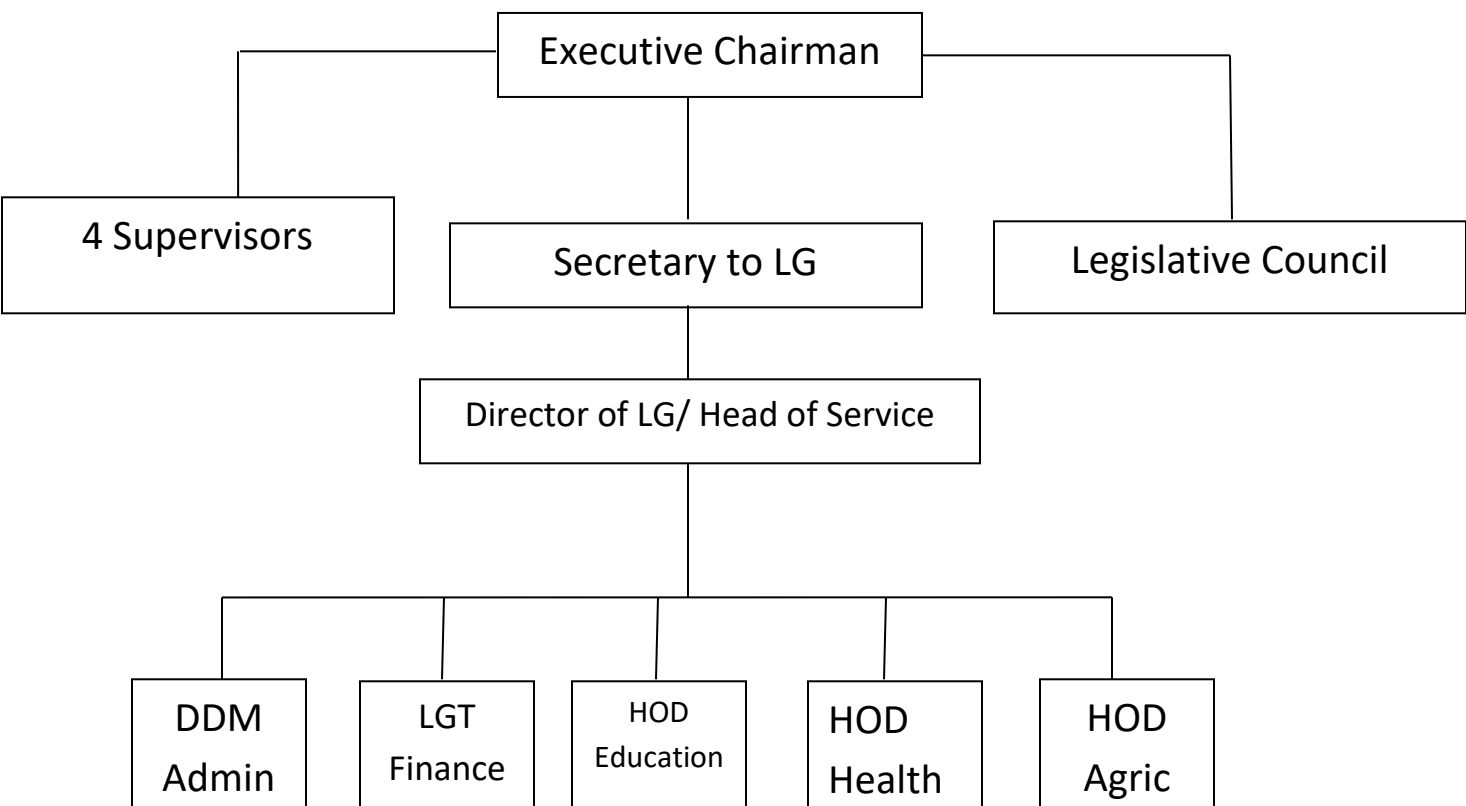 Executive Chairman
4 Supervisors
Secretary to LG
Legislative Council
Director of LG/ Head of Service
DDM
Admin
LGT
Finance
HOD
Education
HOD
Health
HOD
Agric